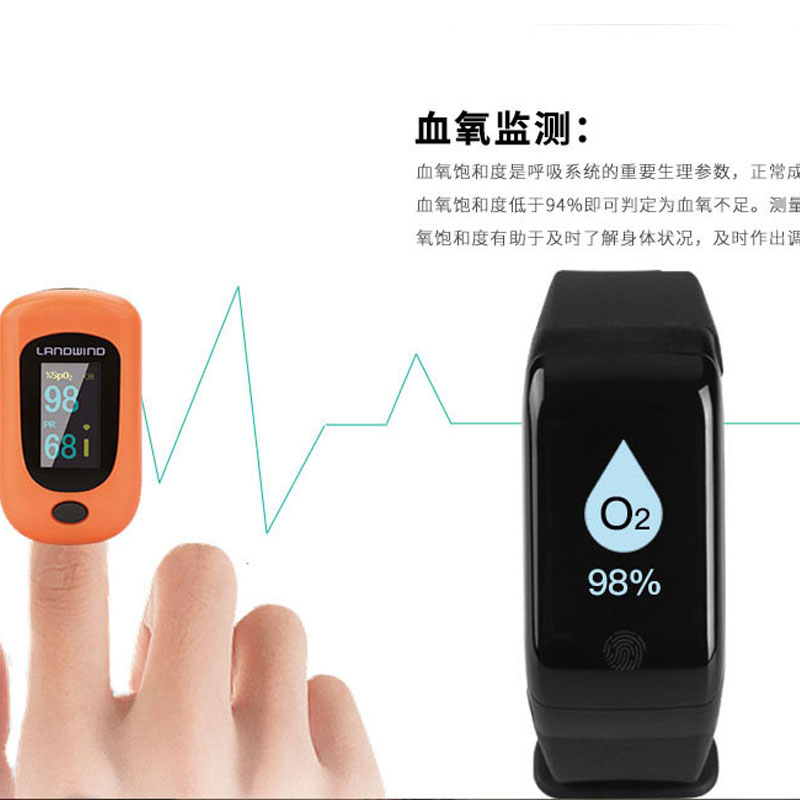 血氧监测：
血氧饱和度是呼吸系统的重要生理参数，正常成
血氧饱和度低于94%即可判定为血氧不足。测量
氧饱和度有助于及时了解身体状况，及时作出调
LANDWIND
%SpO₂
98
PR
68
O2
98%